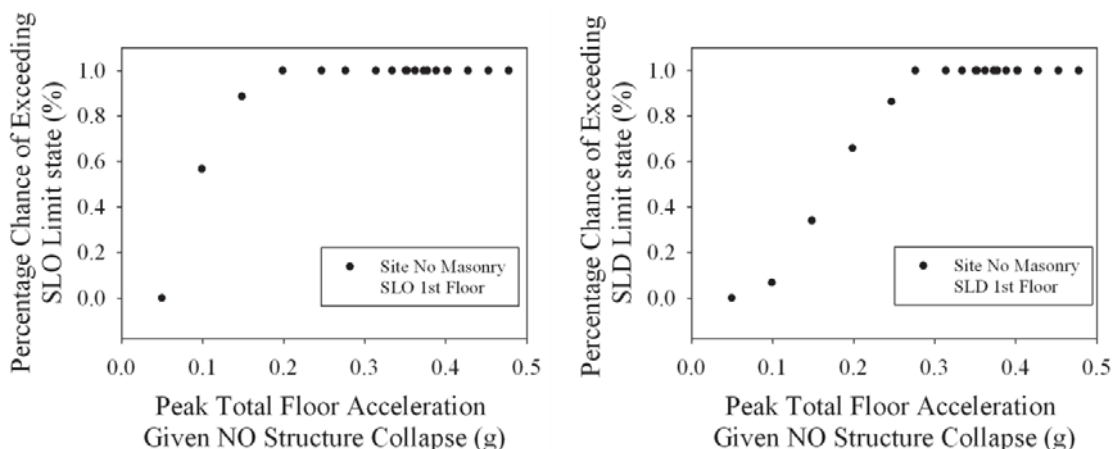 Percentage Chance of Exceeding
SLO Limit state (%)
1.0
0.8
0.6
0.4
0.2
0.0
Site No Masonry
SLO 1st Floor
0.0 0.1 0.2 0.3 0.4 0.5
Peak Total Floor Acceleration
Given NO Structure Collapse (g)
Percentage Chance of Exceeding
SLD Limit state (%)
1.0
0.8
0.6
0.4
0.2
0.0
Site No Masonry
SLD 1st Floor
0.0 0.1 0.2 0.3 0.4 0.5
Peak Total Floor Acceleration
Given NO Structure Collapse (g)